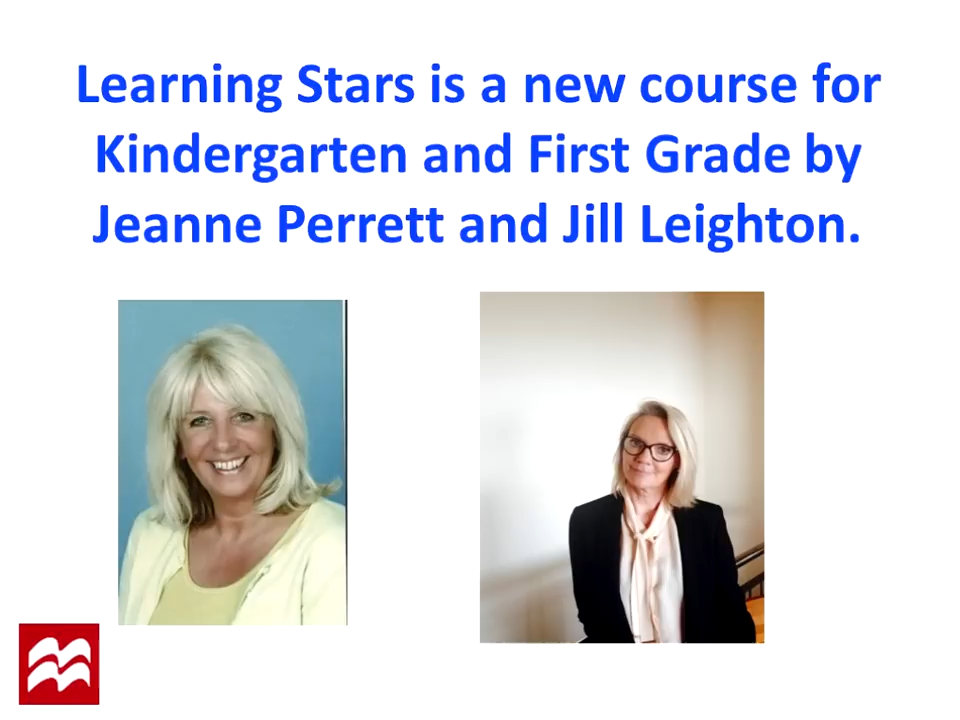 Learning Stars is a new course for
Kindergarten and First Grade by
Jeanne Perrett and Jill Leighton.